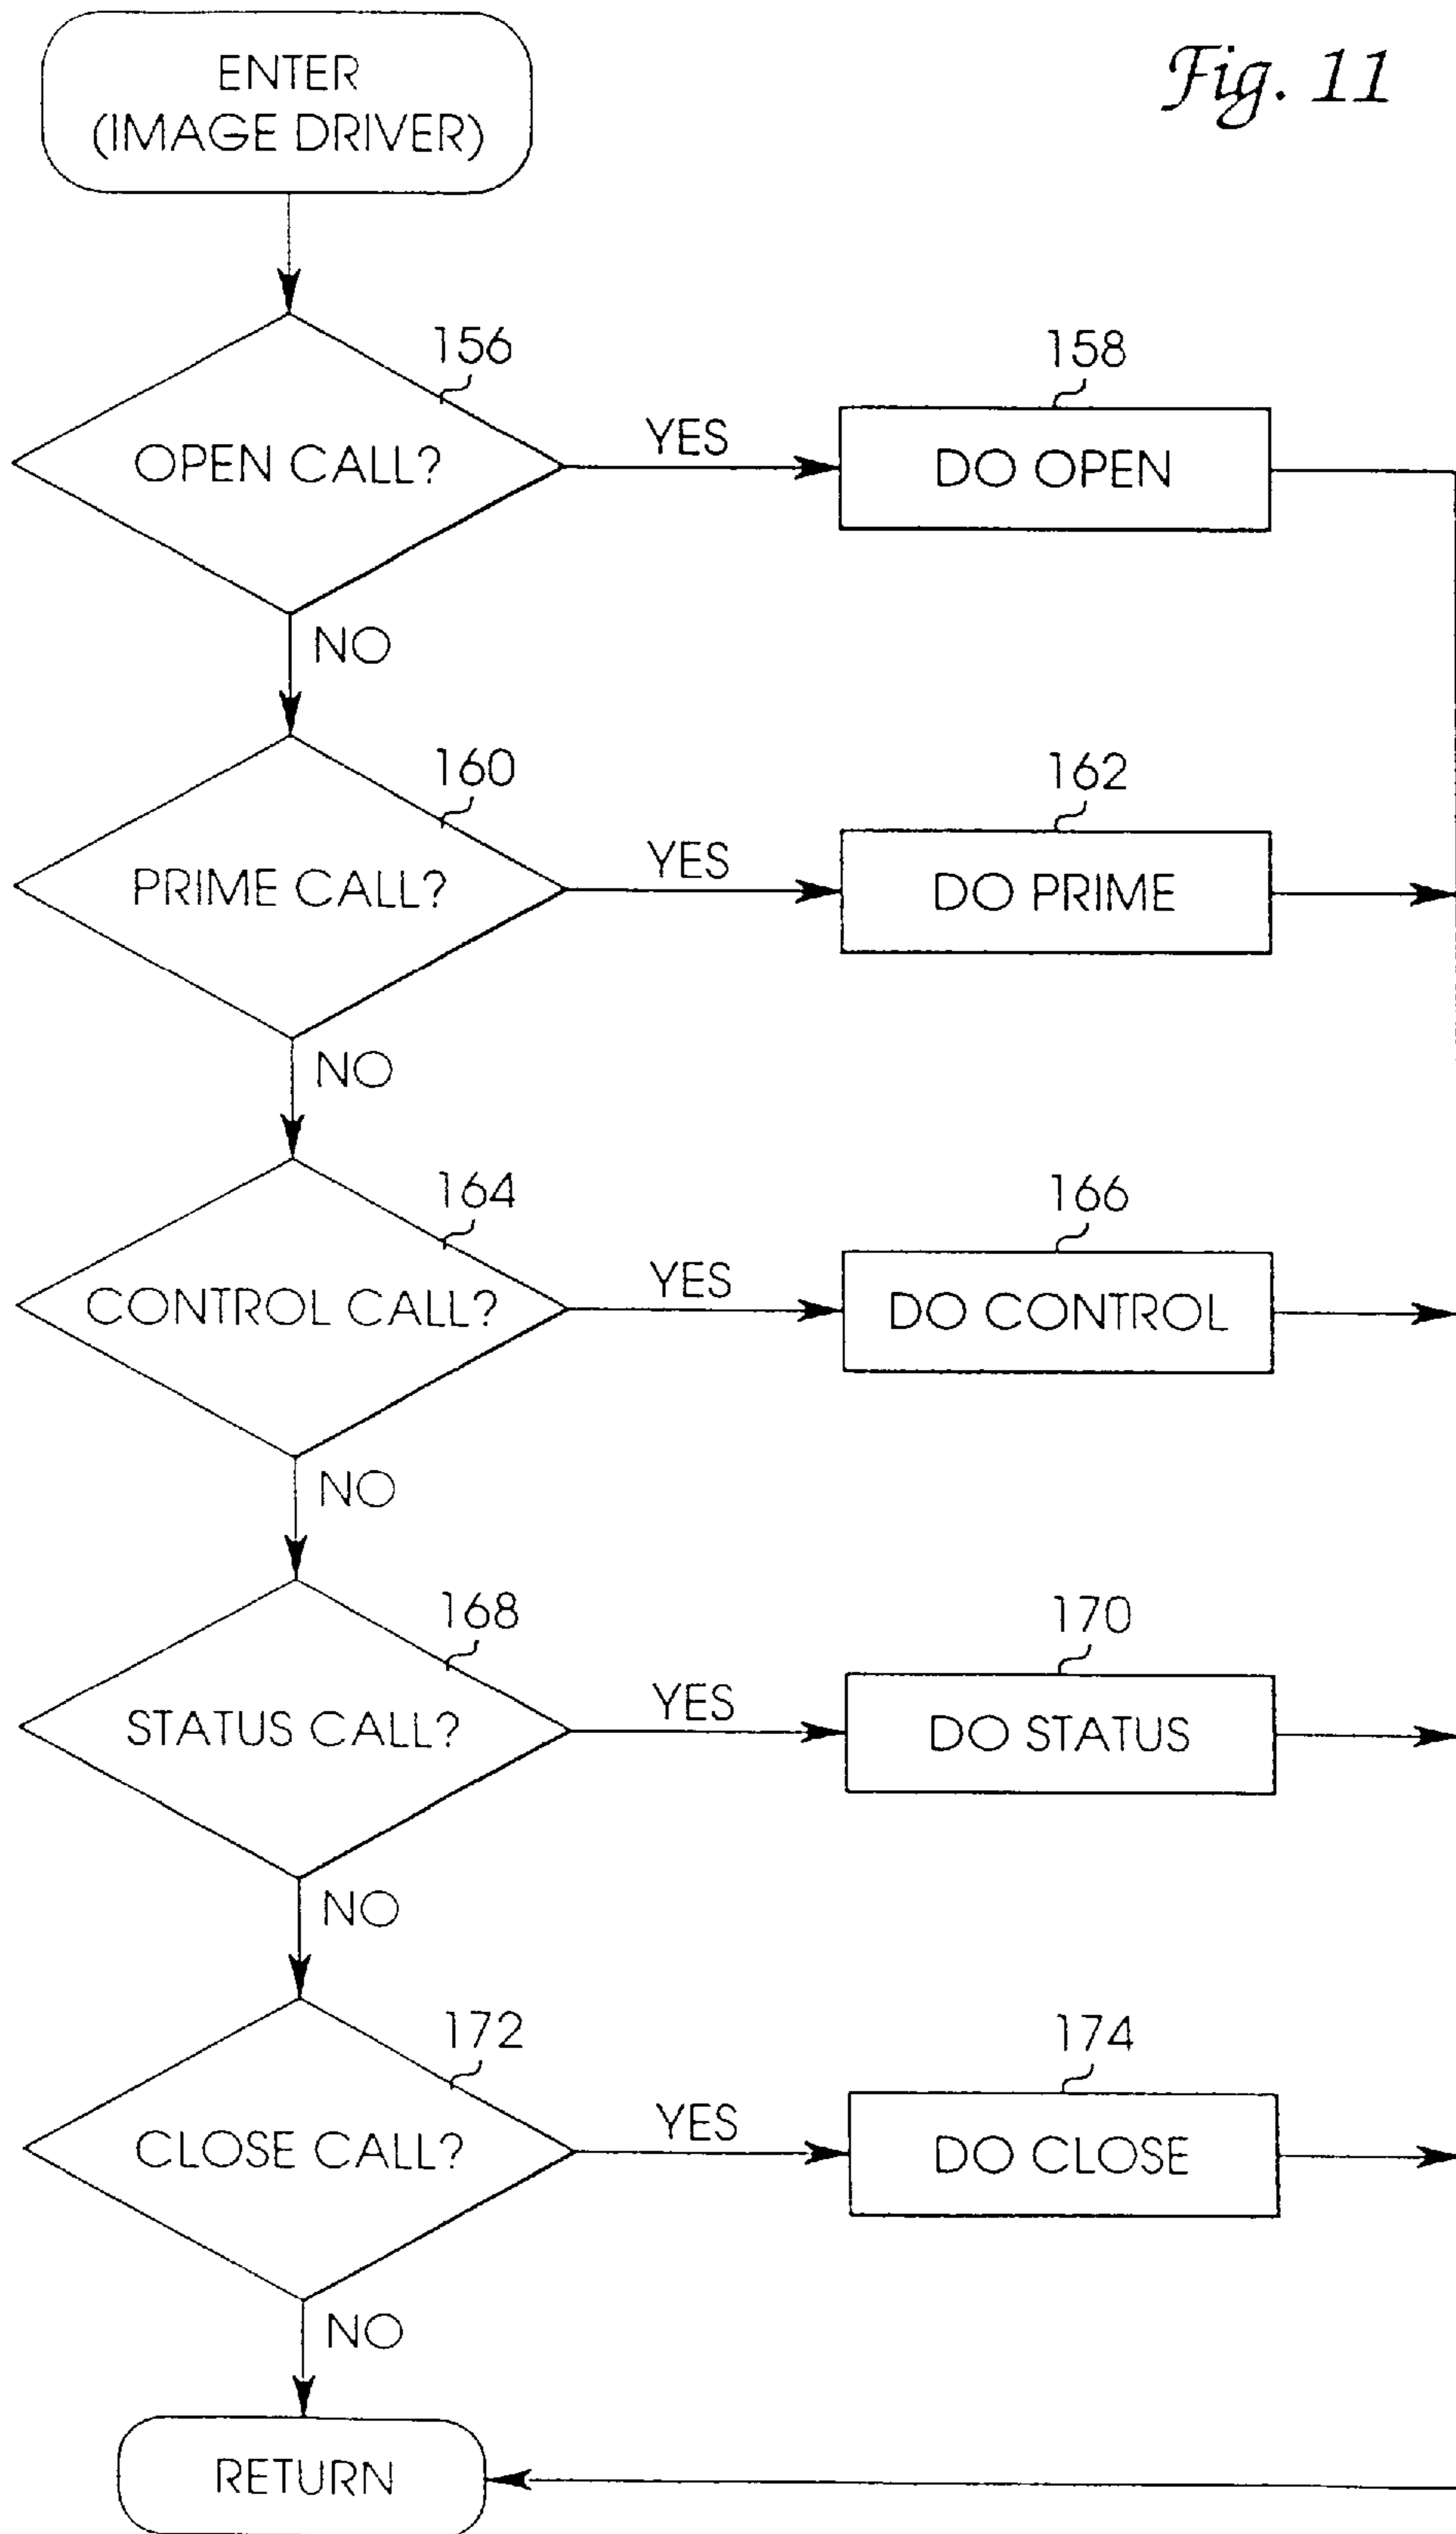 Fig. 11
ENTER
(IMAGE DRIVER)
156
OPEN CALL?
YES
158
DO OPEN
NO
160
PRIME CALL?
YES
162
DO PRIME
NO
164
CONTROL CALL?
YES
166
DO CONTROL
NO
168
STATUS CALL?
YES
170
DO STATUS
NO
172
CLOSE CALL?
YES
174
DO CLOSE
NO
RETURN